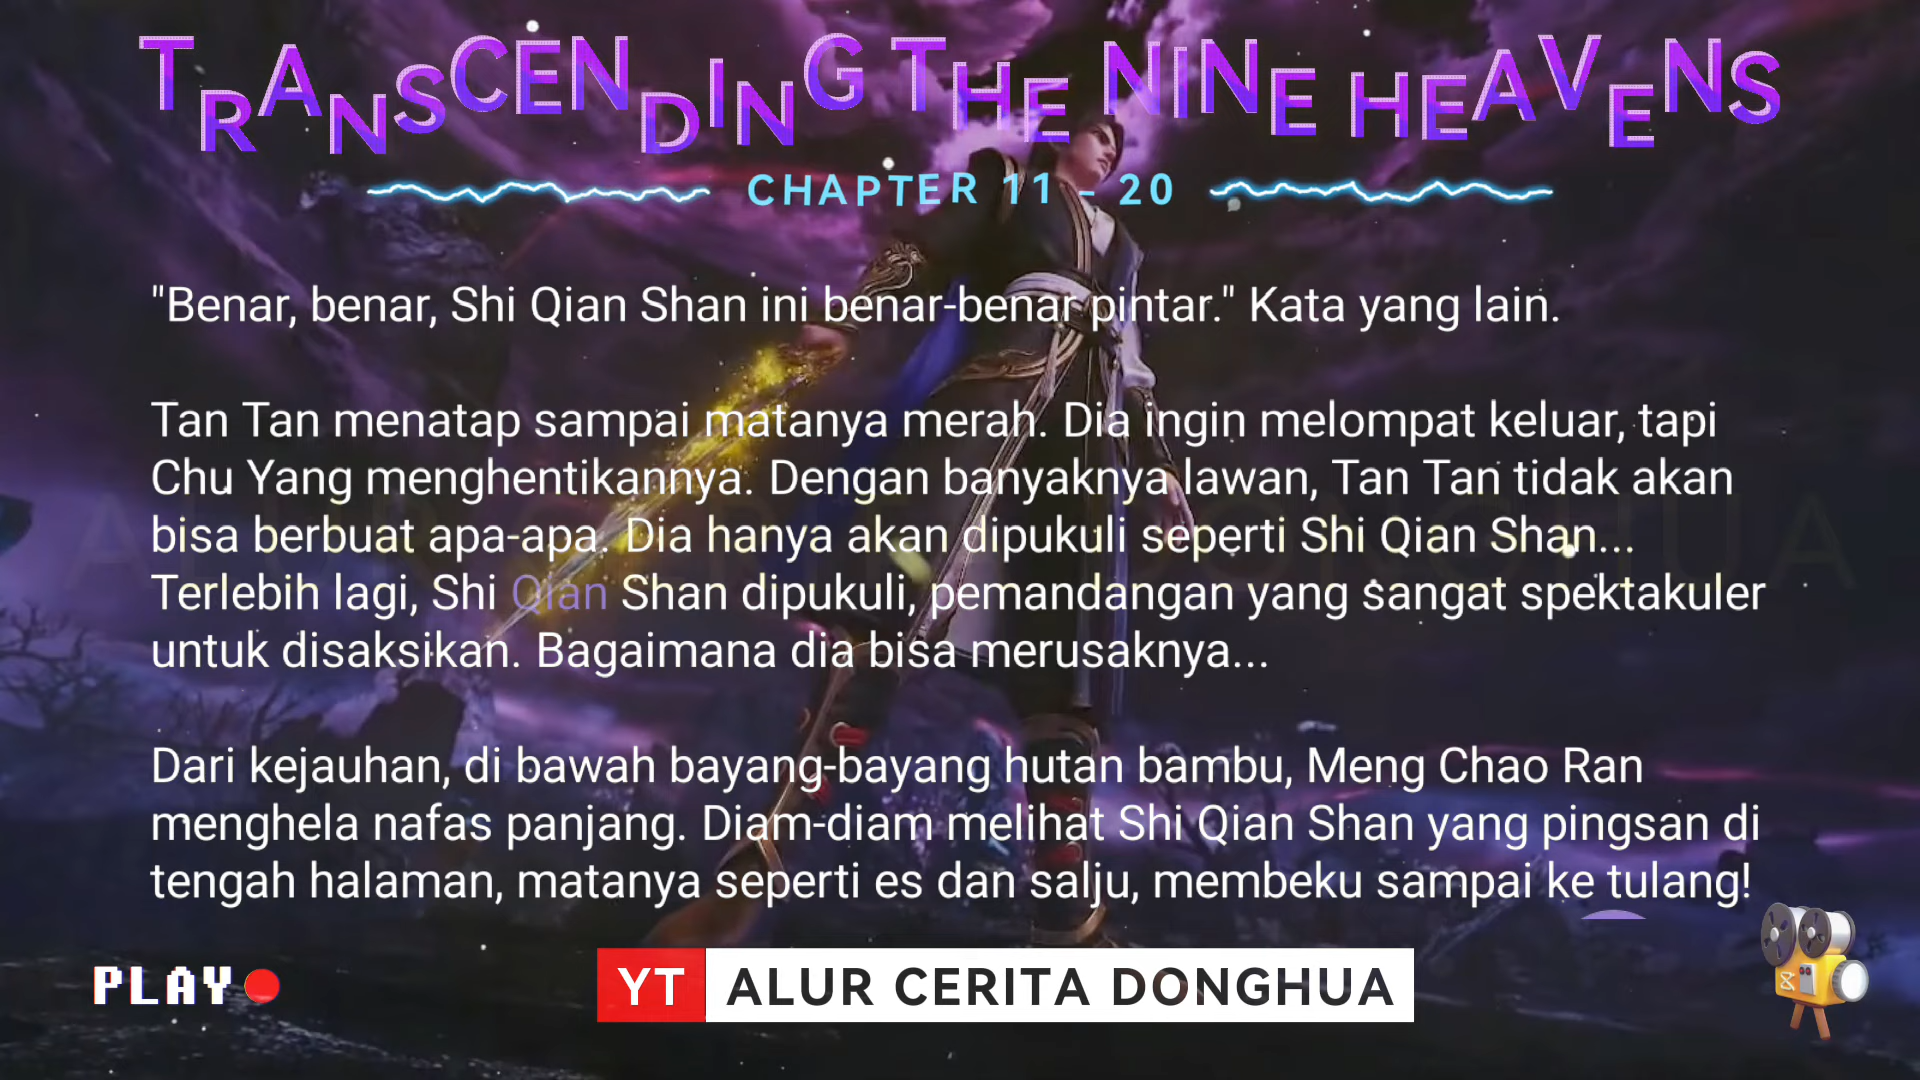 TRANSCENDING THE NINE HEAVENS
CHAPTER 11 - 20
"Benar, benar, Shi Qian Shan ini benar-benar pintar." Kata yang lain.
Tan Tan menatap sampai matanya merah. Dia ingin melompat keluar, tapi
Chu Yang menghentikannya. Dengan banyaknya lawan, Tan Tan tidak akan
bisa berbuat apa-apa. Dia hanya akan dipukuli seperti Shi Qian Shan...
Terlebih lagi, Shi Qian Shan dipukuli, pemandangan yang sangat spektakuler
untuk disaksikan. Bagaimana dia bisa merusaknya...
Dari kejauhan, di bawah bayang-bayang hutan bambu, Meng Chao Ran
menghela nafas panjang. Diam-diam melihat Shi Qian Shan yang pingsan di
tengah halaman, matanya seperti es dan salju, membeku sampai ke tulang!
PLAY
YT ALUR CERITA DONGHUA